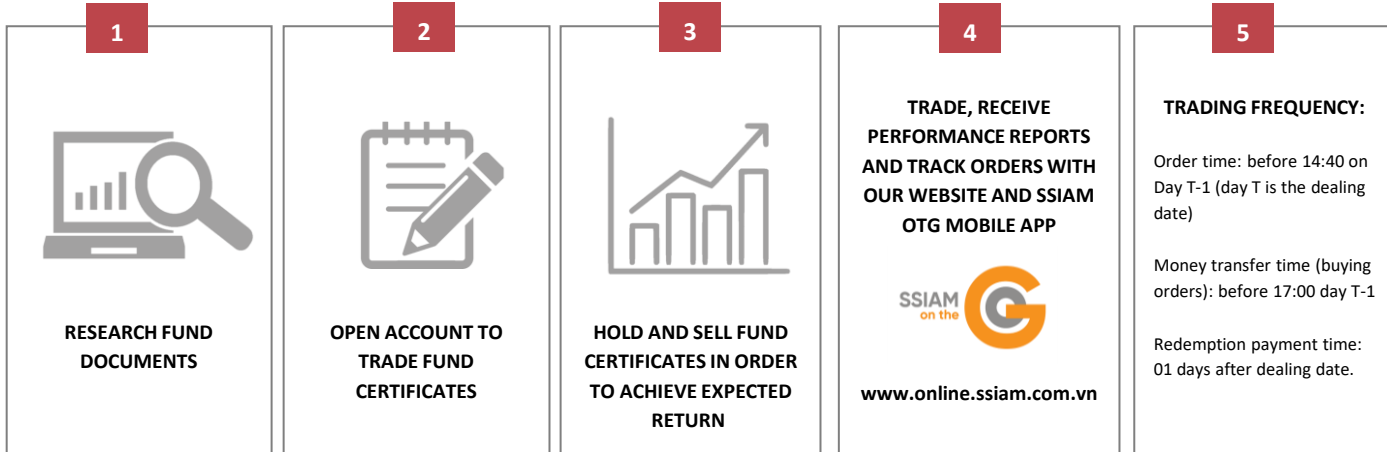 1
RESEARCH FUND
DOCUMENTS
2
OPEN ACCOUNT TO
TRADE FUND
CERTIFICATES
3
HOLD AND SELL FUND
CERTIFICATES IN ORDER
TO ACHIEVE EXPECTED
RETURN
4
TRADE, RECEIVE
PERFORMANCE REPORTS
AND TRACK ORDERS WITH
OUR WEBSITE AND SSIAM
OTG MOBILE APP
SSIAM
on the
G
www.online.ssiam.com.vn
5
TRADING FREQUENCY:
Order time: before 14:40 on
Day T-1 (day T is the dealing
date)
Money transfer time (buying
orders): before 17:00 day T-1
Redemption payment time:
01 days after dealing date.